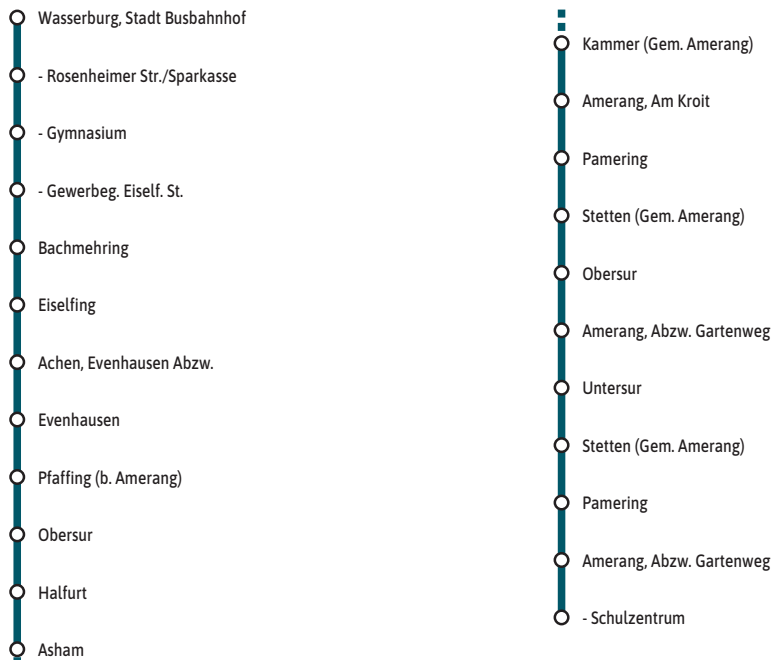 Wasserburg, Stadt Busbahnhof
- Rosenheimer Str./Sparkasse
- Gymnasium
- Gewerbeg. Eiself. St.
Bachmehring
Eiselfing
Achen, Evenhausen Abzw.
Evenhausen
Pfaffing (b. Amerang)
Obersur
Halfurt
Asham
Kammer (Gem. Amerang)
Amerang, Am Kroit
Pamering
Stetten (Gem. Amerang)
Obersur
Amerang, Abzw. Gartenweg
Untersur
Stetten (Gem. Amerang)
Pamering
Amerang, Abzw. Gartenweg
- Schulzentrum